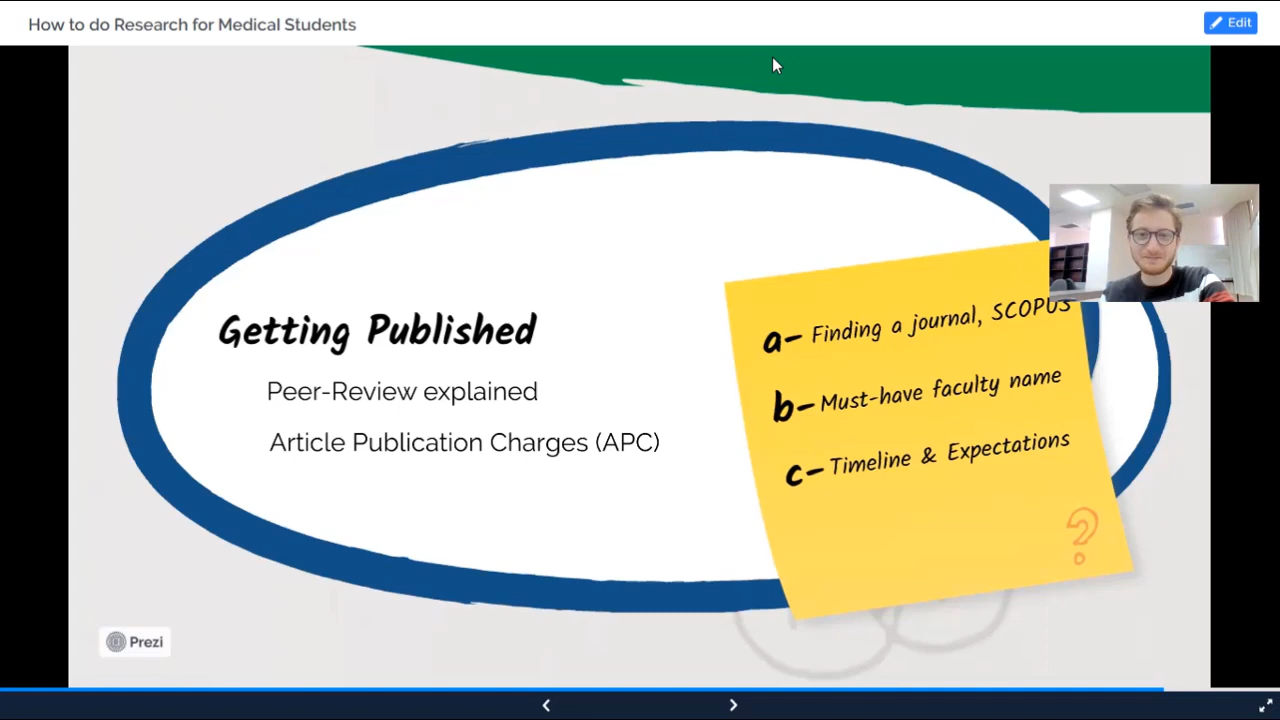 How to do Research for Medical Students
Edit
Getting Published
Peer-Review explained
Article Publication Charges (APC)
a- Finding a journal, SCOPUS
b- Must-have faculty name
c- Timeline & Expectations
?
Prezi